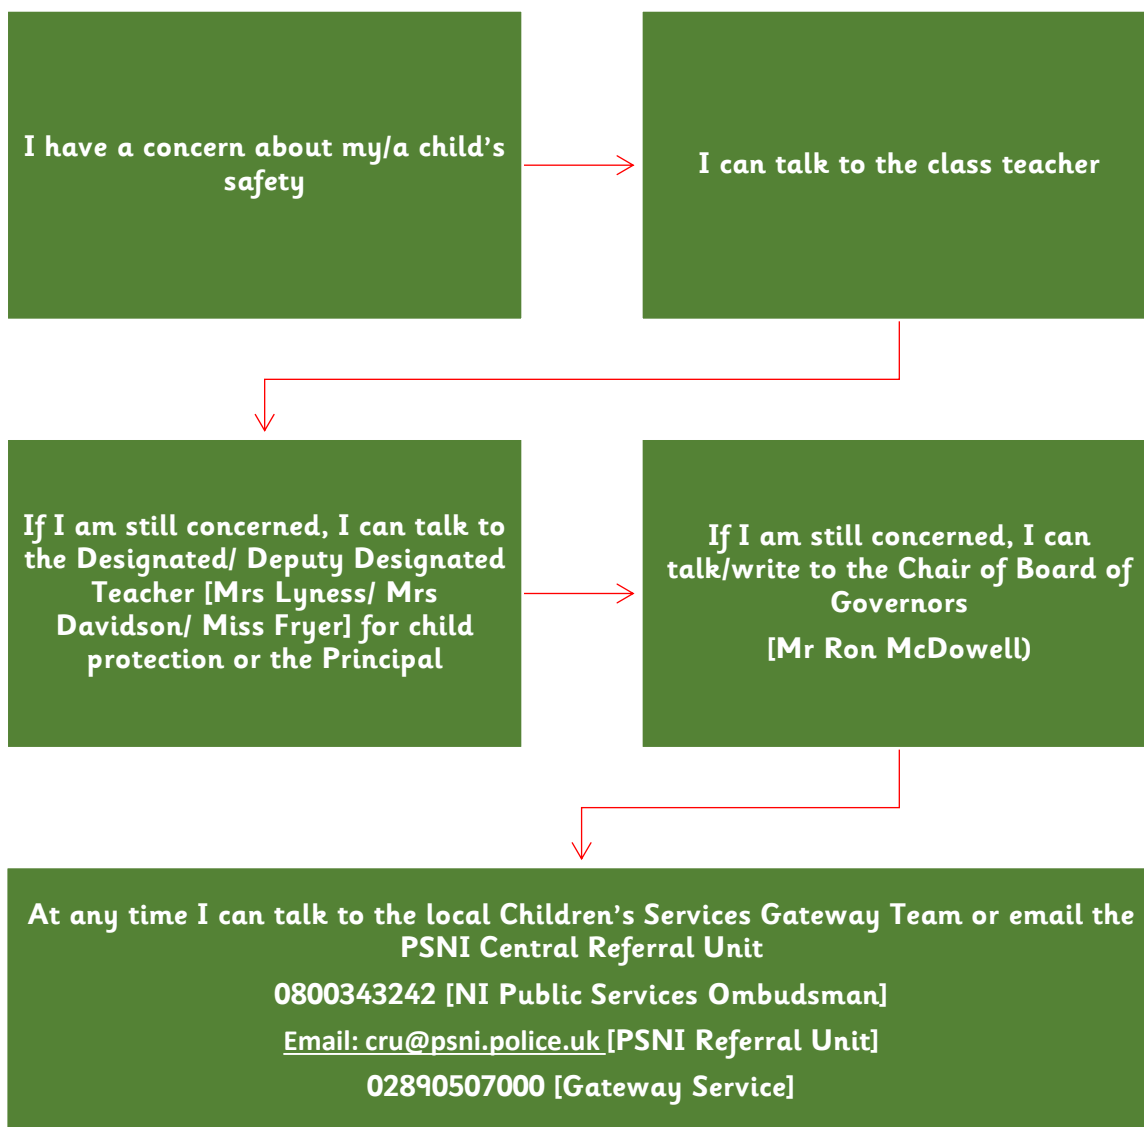 I have a concern about my/a child’s
safety
I can talk to the class teacher
If I am still concerned, I can talk to
the Designated/ Deputy Designated
Teacher [Mrs Lyness/ Mrs
Davidson/ Miss Fryer] for child
protection or the Principal
If I am still concerned, I can
talk/write to the Chair of Board of
Governors
[Mr Ron McDowell)
At any time I can talk to the local Children’s Services Gateway Team or email the
PSNI Central Referral Unit
0800343242 [NI Public Services Ombudsman]
Email: cru@psni.police.uk [PSNI Referral Unit]
02890507000 [Gateway Service]